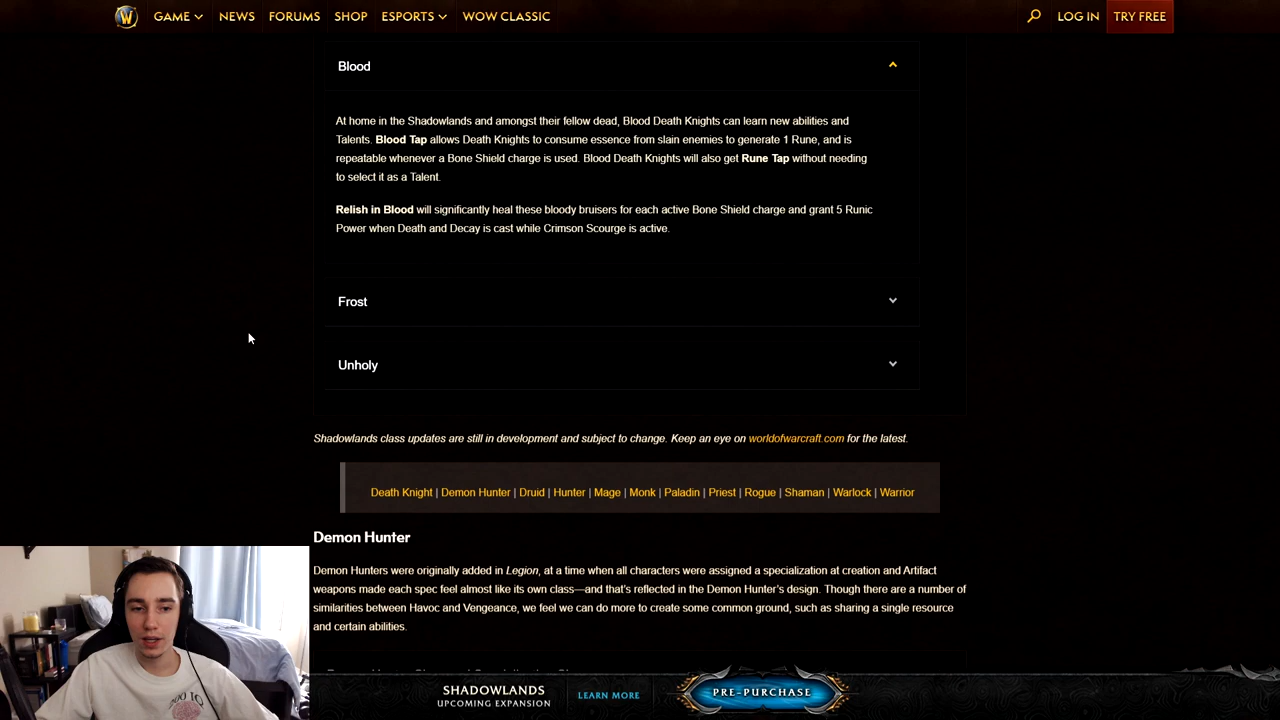 W GAME NEWS FORUMS SHOP ESPORTS WOW CLASSIC LOG IN TRY FREE
Blood
At home in the Shadowlands and amongst their fellow dead, Blood Death Knights can learn new abilities and
Talents. Blood Tap allows Death Knights to consume essence from slain enemies to generate 1 Rune, and is
repeatable whenever a Bone Shield charge is used. Blood Death Knights will also get Rune Tap without needing
to select it as a Talent.
Relish in Blood will significantly heal these bloody bruisers for each active Bone Shield charge and grant 5 Runic
Power when Death and Decay is cast while Crimson Scourge is active.
Frost
Unholy
Shadowlands class updates are still in development and subject to change. Keep an eye on worldofwarcraft.com for the latest.
Death Knight | Demon Hunter | Druid | Hunter | Mage | Monk | Paladin | Priest | Rogue | Shaman | Warlock | Warrior
Demon Hunter
Demon Hunters were originally added in Legion, at a time when all characters were assigned a specialization at creation and Artifact
weapons made each spec feel almost like its own class—and that's reflected in the Demon Hunter's design. Though there are a number of
similarities between Havoc and Vengeance, we feel we can do more to create some common ground, such as sharing a single resource
and certain abilities.
SHADOWLANDS
UPCOMING EXPANSION
LEARN MORE
PRE-PURCHASE